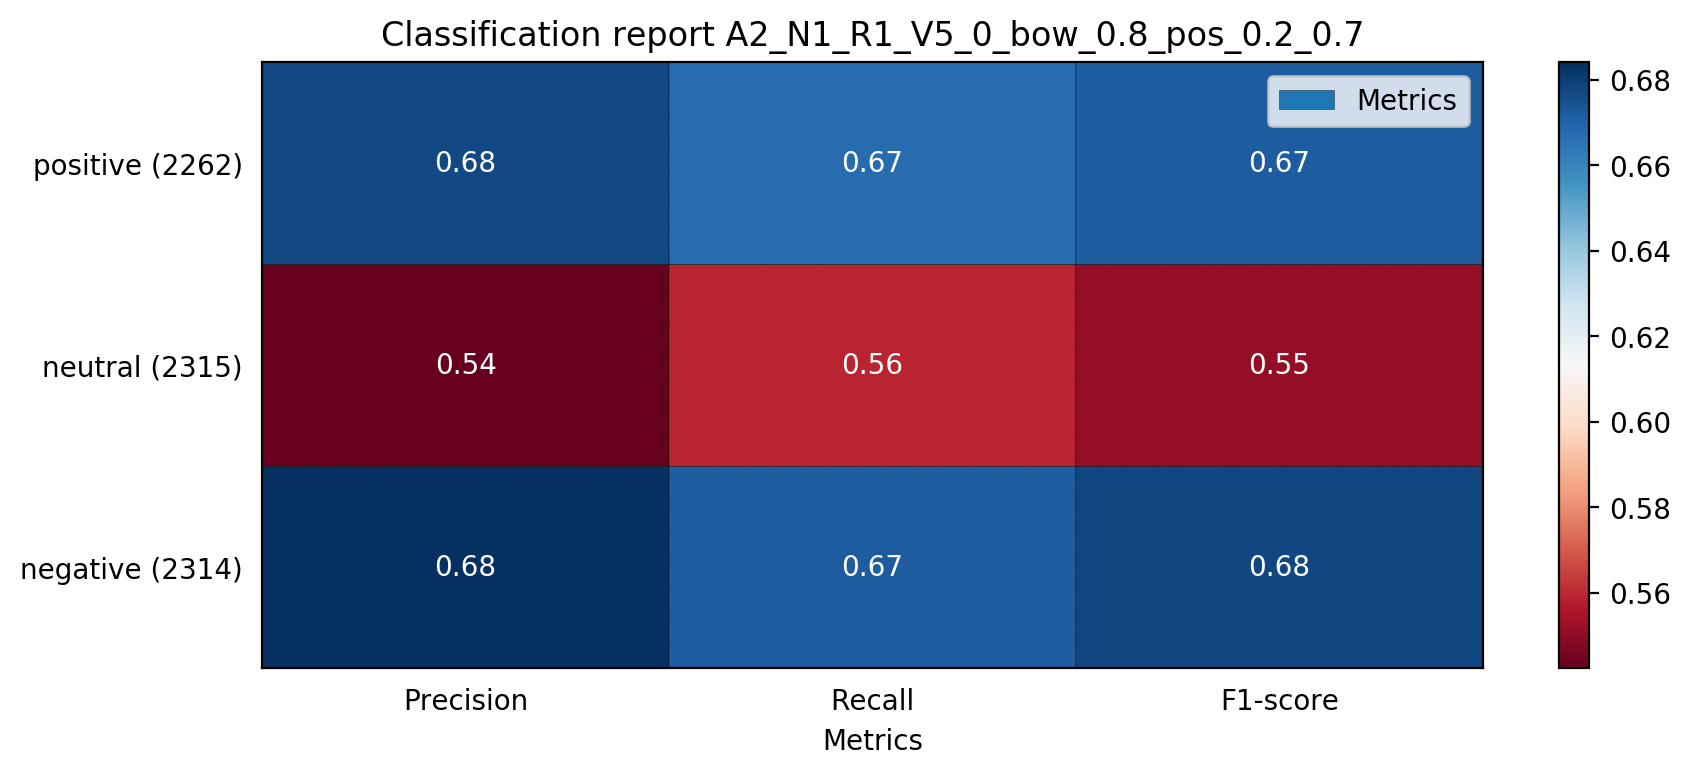 Classification report A2_N1_R1_V5_0_bow_0.8_pos_0.2_0.7
Metrics
positive (2262)
0.68
0.67
0.67
neutral (2315)
0.54
0.56
0.55
negative (2314)
0.68
0.67
0.68
Precision
Recall
F1-score
Metrics
0.68
0.66
0.64
0.62
0.60
0.58
0.56